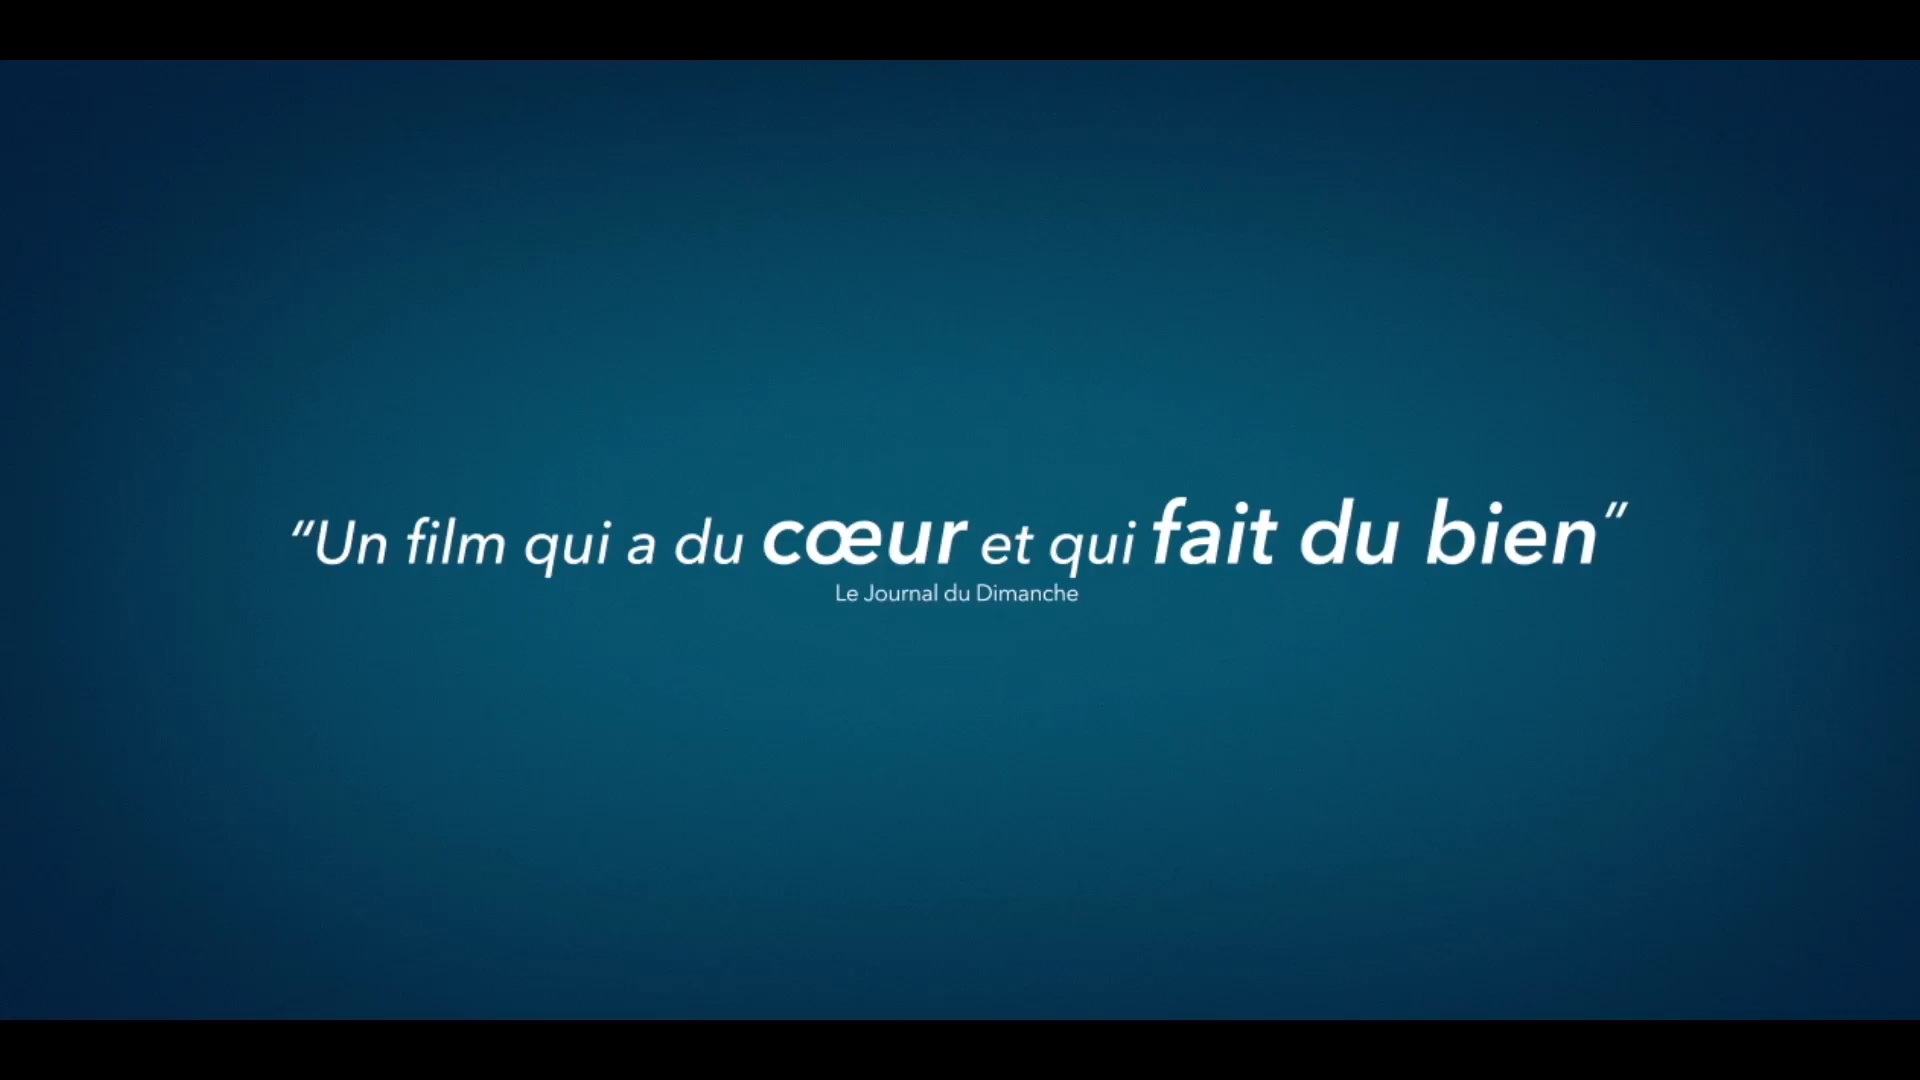 “Un film qui a du cœur et qui fait du bien”
Le Journal du Dimanche